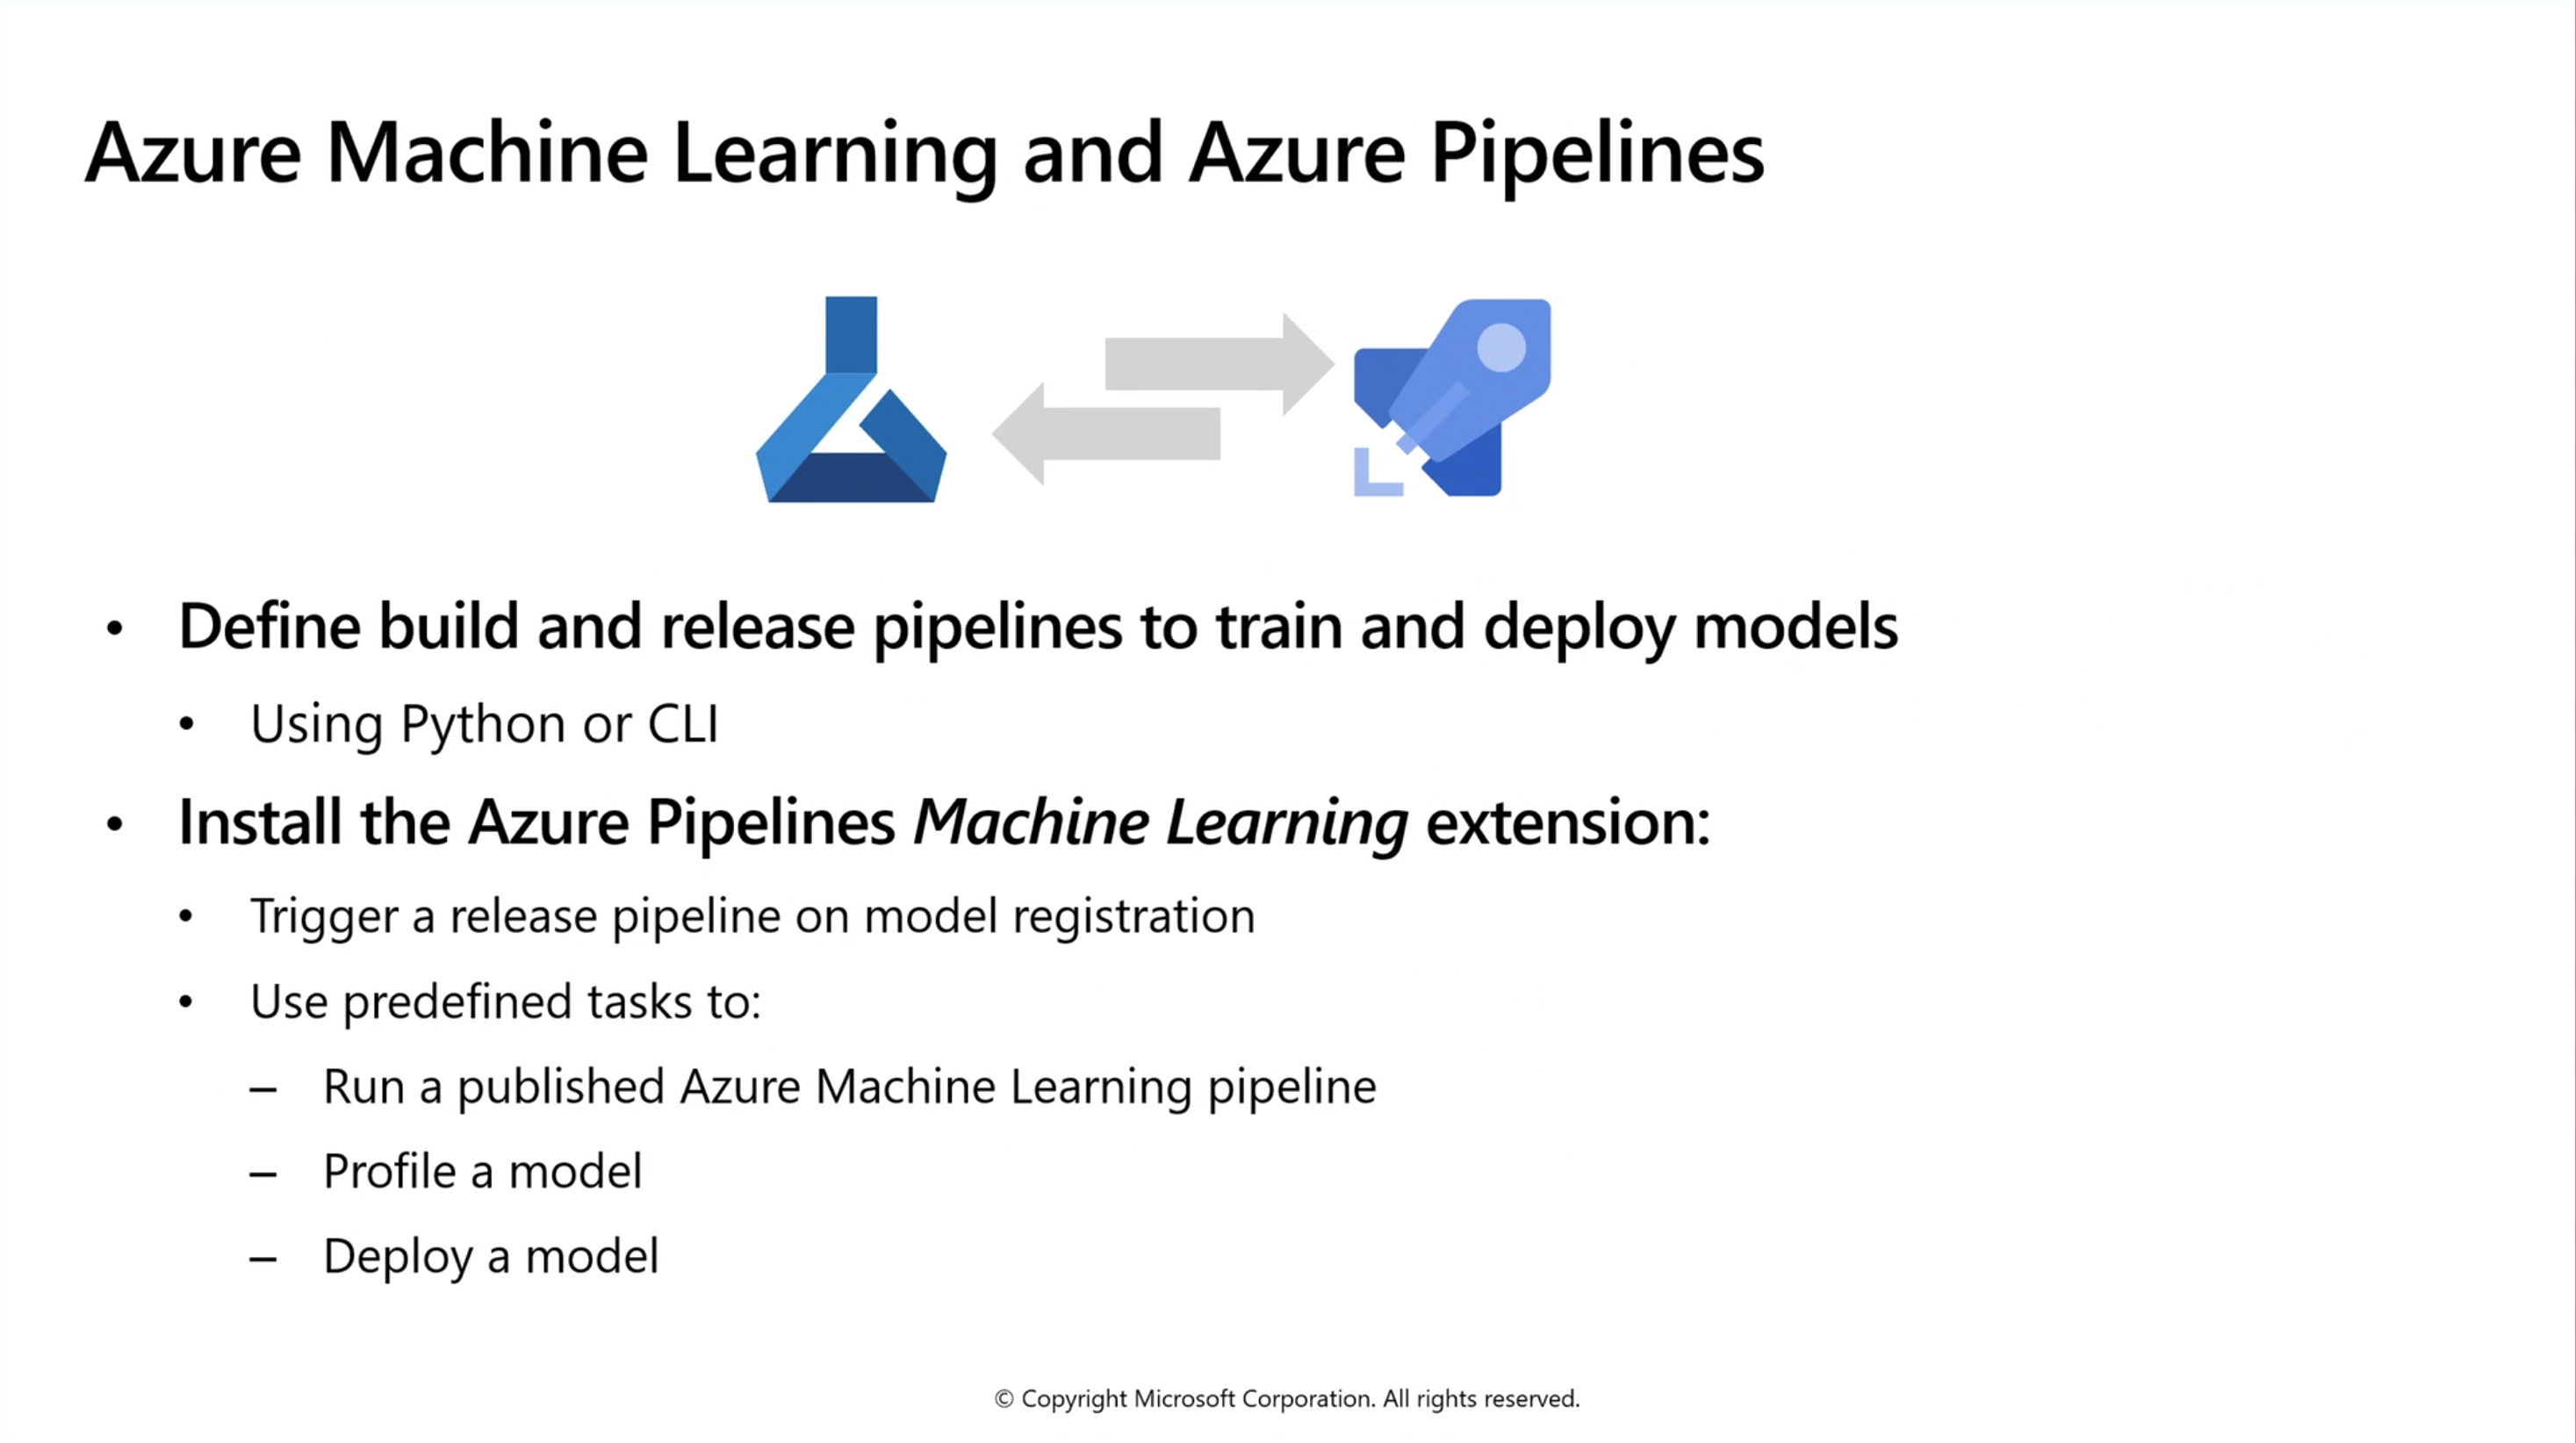 Azure Machine Learning and Azure Pipelines
• Define build and release pipelines to train and deploy models
• Using Python or CLI
• Install the Azure Pipelines Machine Learning extension:
• Trigger a release pipeline on model registration
• Use predefined tasks to:
– Run a published Azure Machine Learning pipeline
– Profile a model
– Deploy a model
© Copyright Microsoft Corporation. All rights reserved.